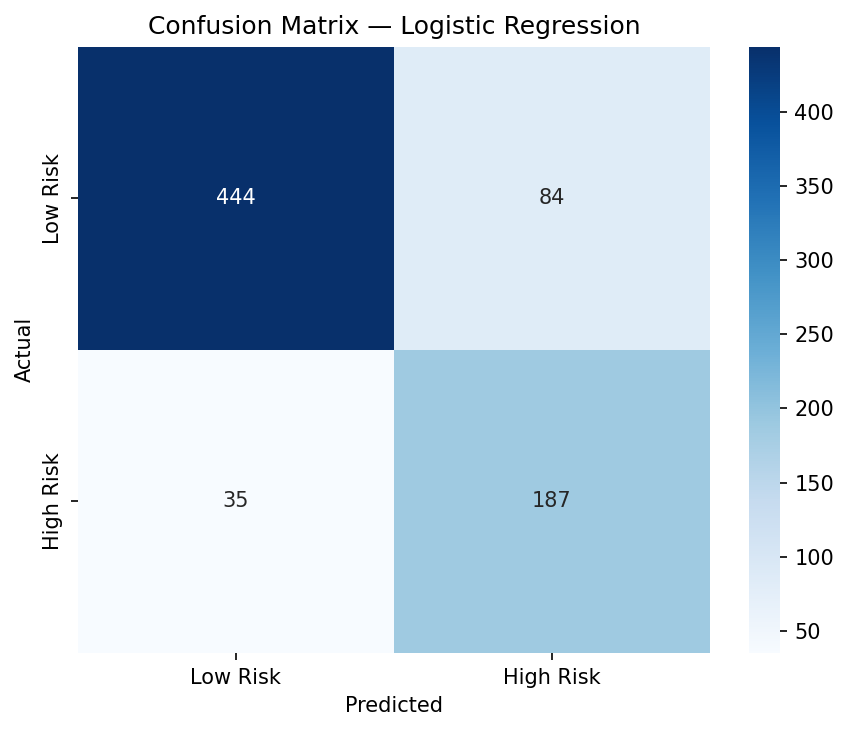 Confusion Matrix — Logistic Regression
Actual
Low Risk
High Risk
444
84
35
187
Low Risk
High Risk
Predicted
400
350
300
250
200
150
100
50